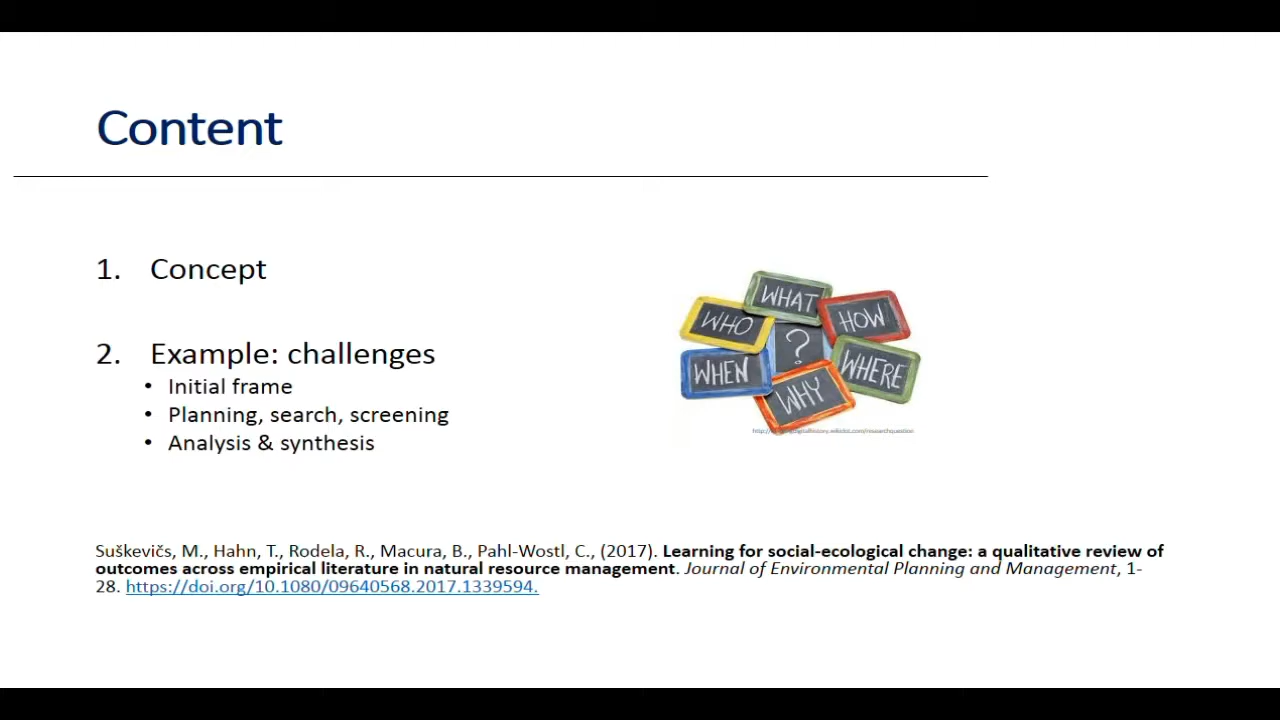 Content
1. Concept
2. Example: challenges
• Initial frame
• Planning, search, screening
• Analysis & synthesis
WHAT
WHO
HOW
?
WHEN
WHERE
WHY
Suškevičs, M., Hahn, T., Rodela, R., Macura, B., Pahl-Wostl, C., (2017). Learning for social-ecological change: a qualitative review of
outcomes across empirical literature in natural resource management. Journal of Environmental Planning and Management, 1-
28. https://doi.org/10.1080/09640568.2017.1339594.